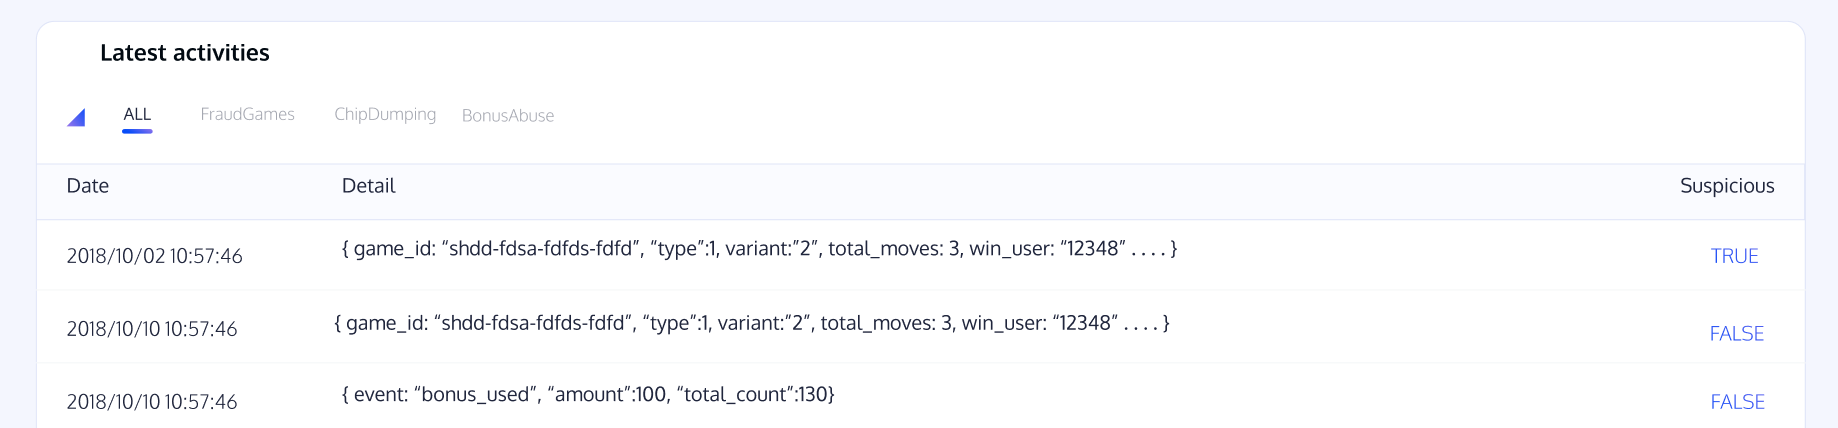 Latest activities
ALL FraudGames ChipDumping BonusAbuse
Date Detail Suspicious
2018/10/02 10:57:46 { game_id: “shdd-fdsa-fdfds-fdfd”, “type”:1, variant:”2”, total_moves: 3, win_user: “12348” . . . . } TRUE
2018/10/10 10:57:46 { game_id: “shdd-fdsa-fdfds-fdfd”, “type”:1, variant:”2”, total_moves: 3, win_user: “12348” . . . . } FALSE
2018/10/10 10:57:46 { event: “bonus_used”, “amount”:100, “total_count”:130} FALSE